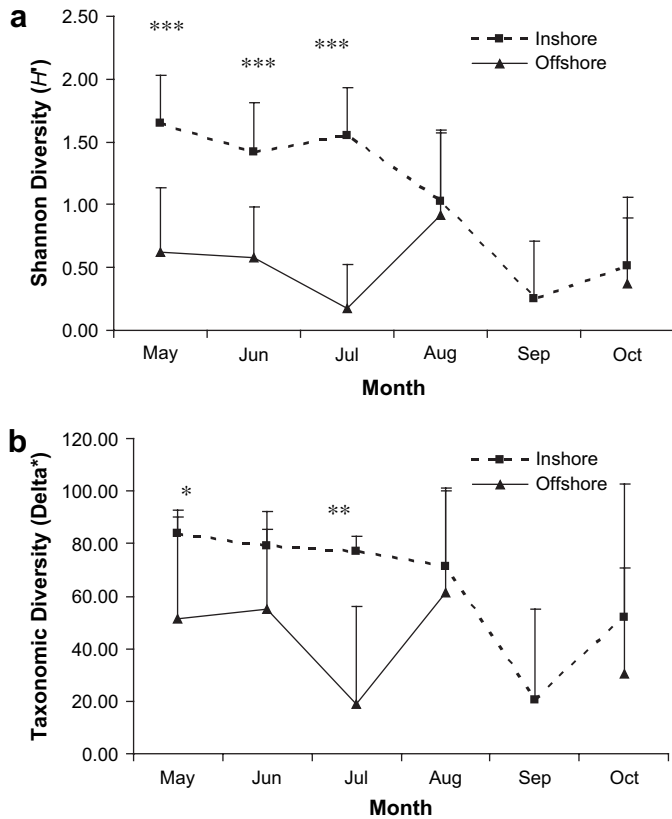 a
2.50
2.00
1.50
1.00
0.50
0.00
Shannon Diversity (H')
***
***
***
Inshore
Offshore
May Jun Jul Aug Sep Oct
Month
b
120.00
100.00
80.00
60.00
40.00
20.00
0.00
Taxonomic Diversity (Delta*)
*
**
Inshore
Offshore
May Jun Jul Aug Sep Oct
Month